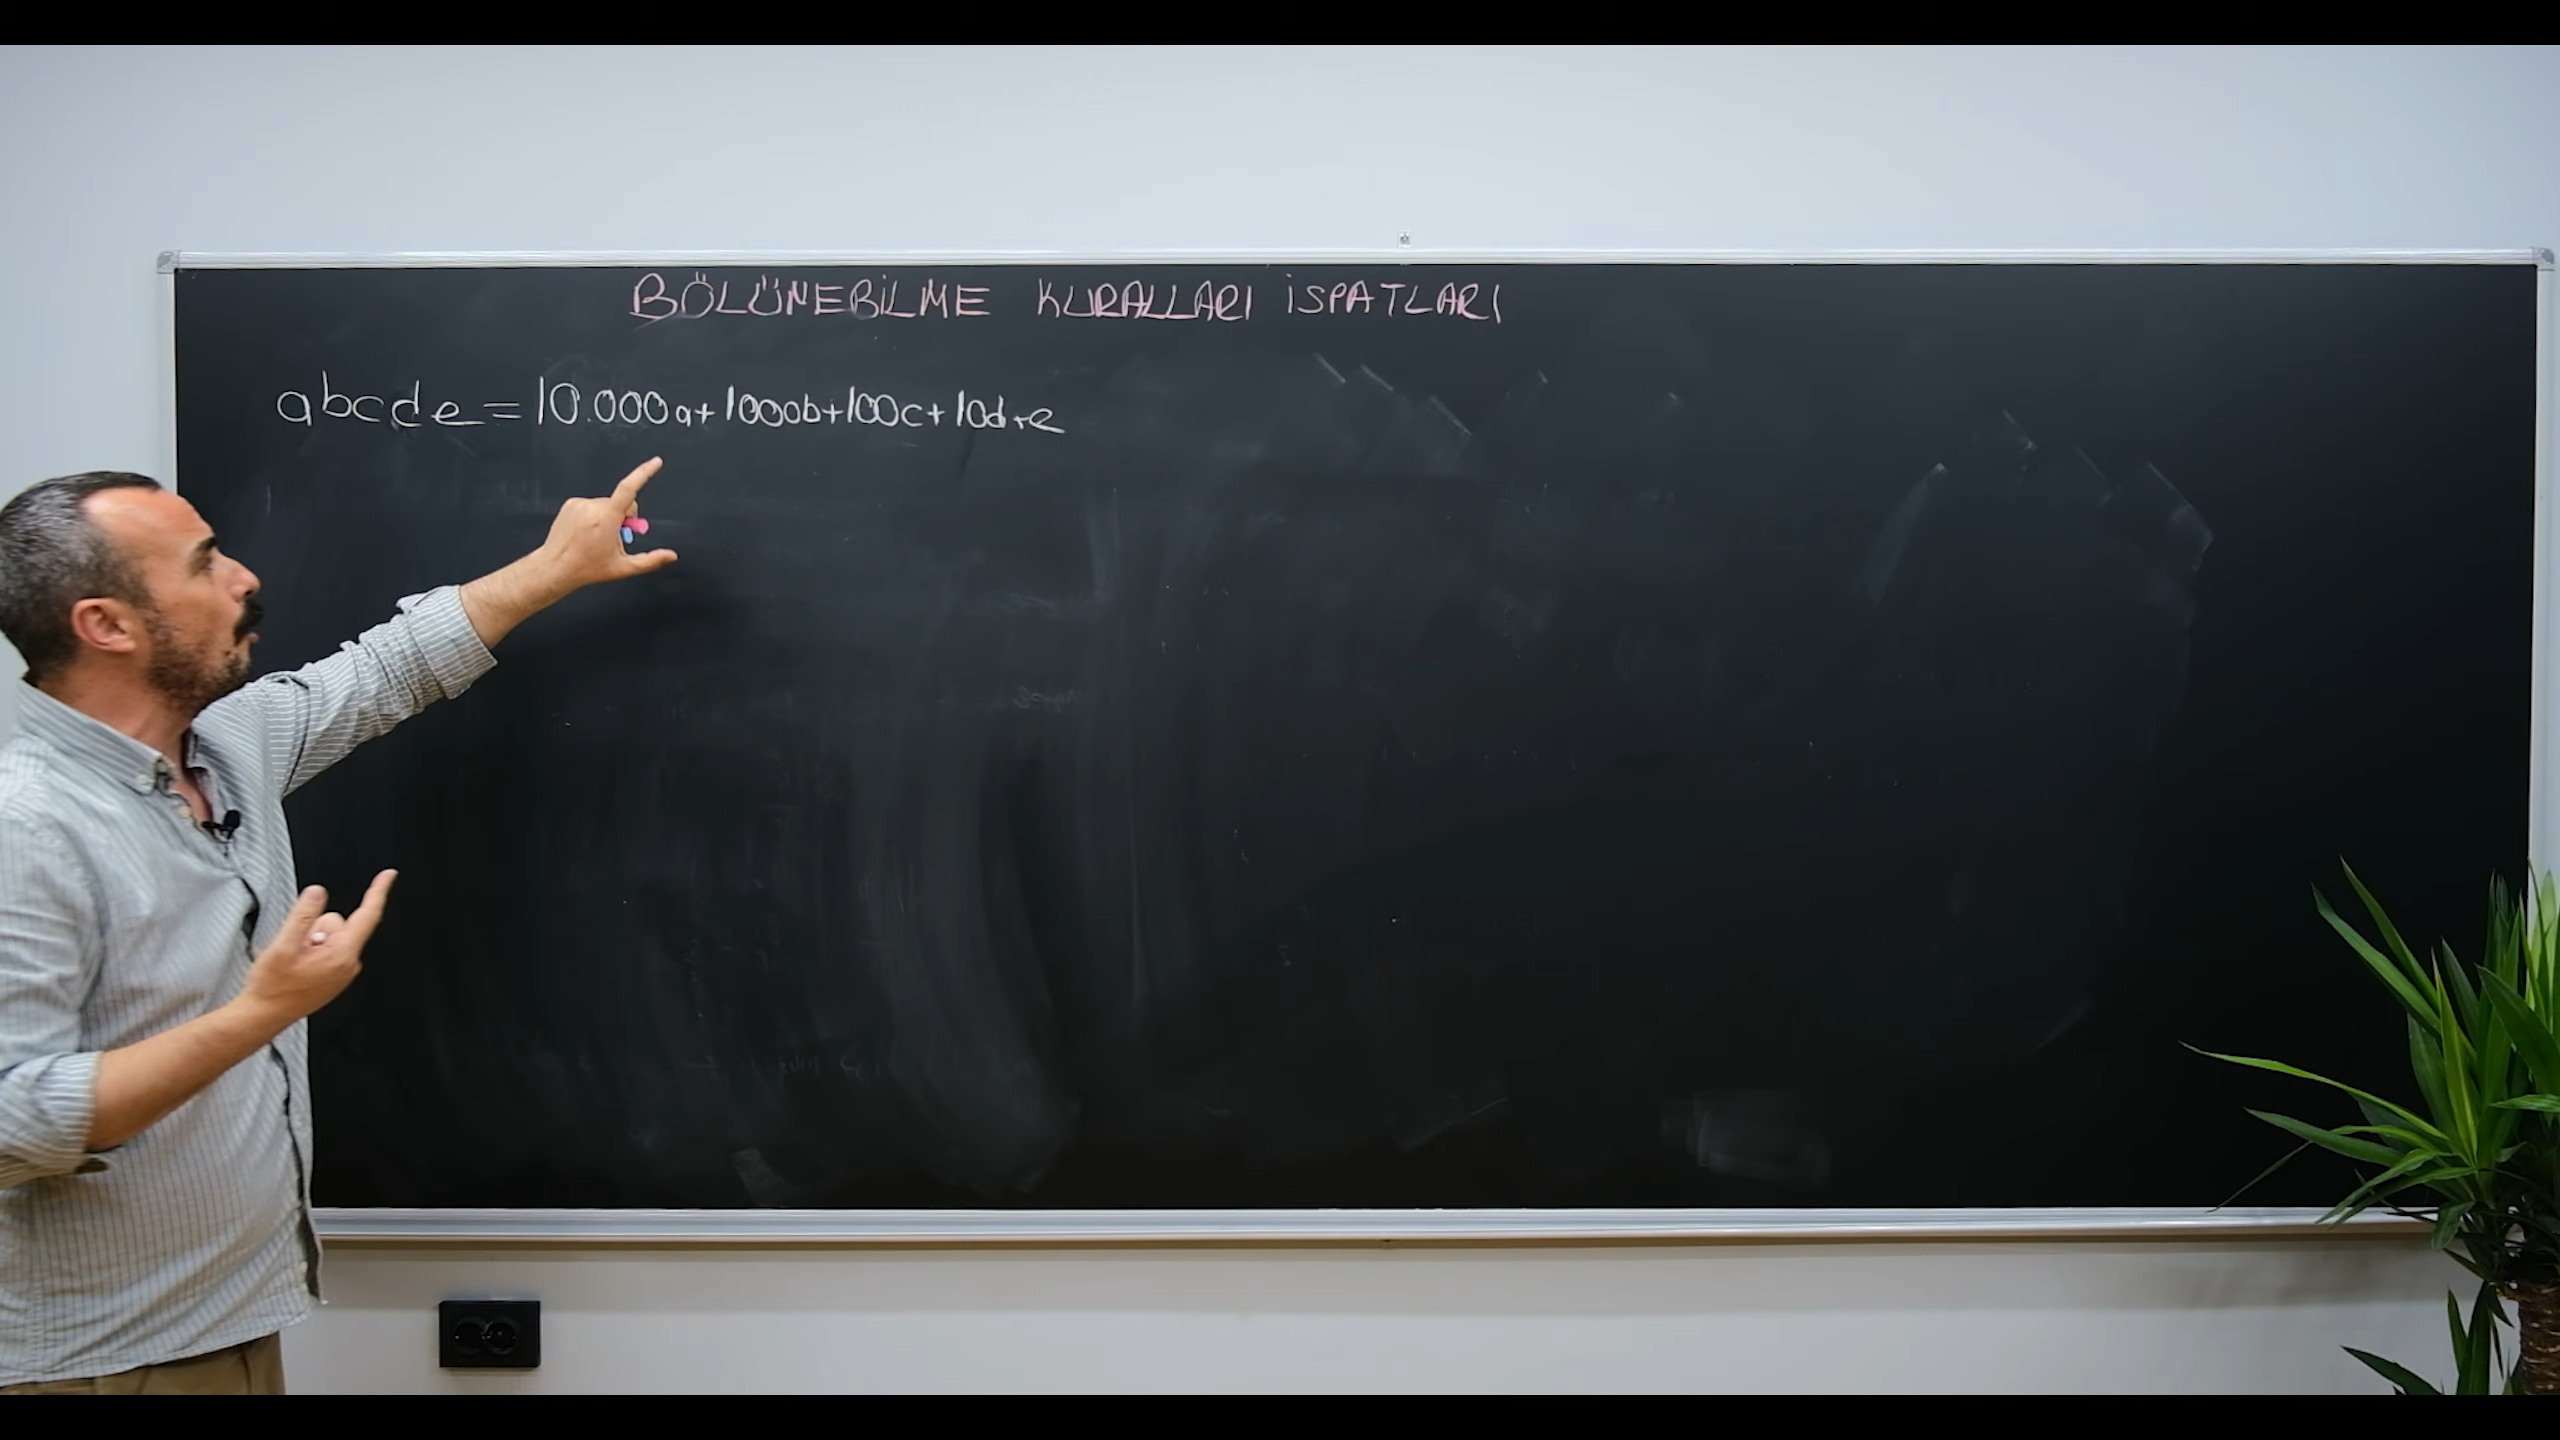 BÖLÜNEBİLME KURALLARI İSPATLARI
abcde=10.000a+1000b+100c+10d+e